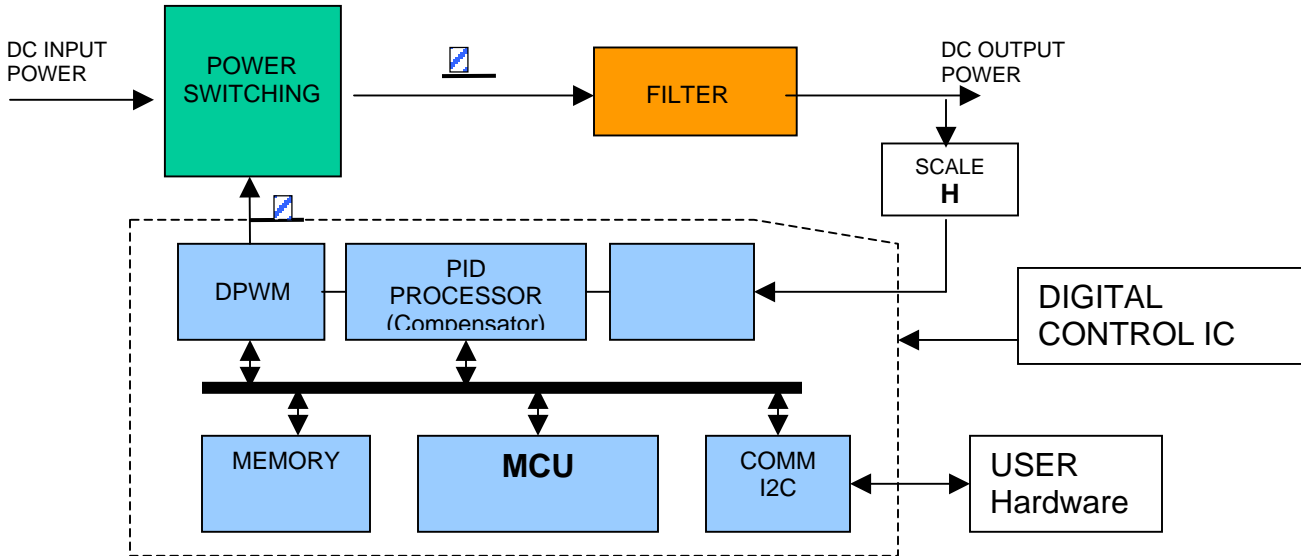 DC INPUT
POWER
POWER
SWITCHING
FILTER
DC OUTPUT
POWER
SCALE
H
DPWM
PID
PROCESSOR
(Compensator)
DIGITAL
CONTROL IC
MEMORY
MCU
COMM
I2C
USER
Hardware